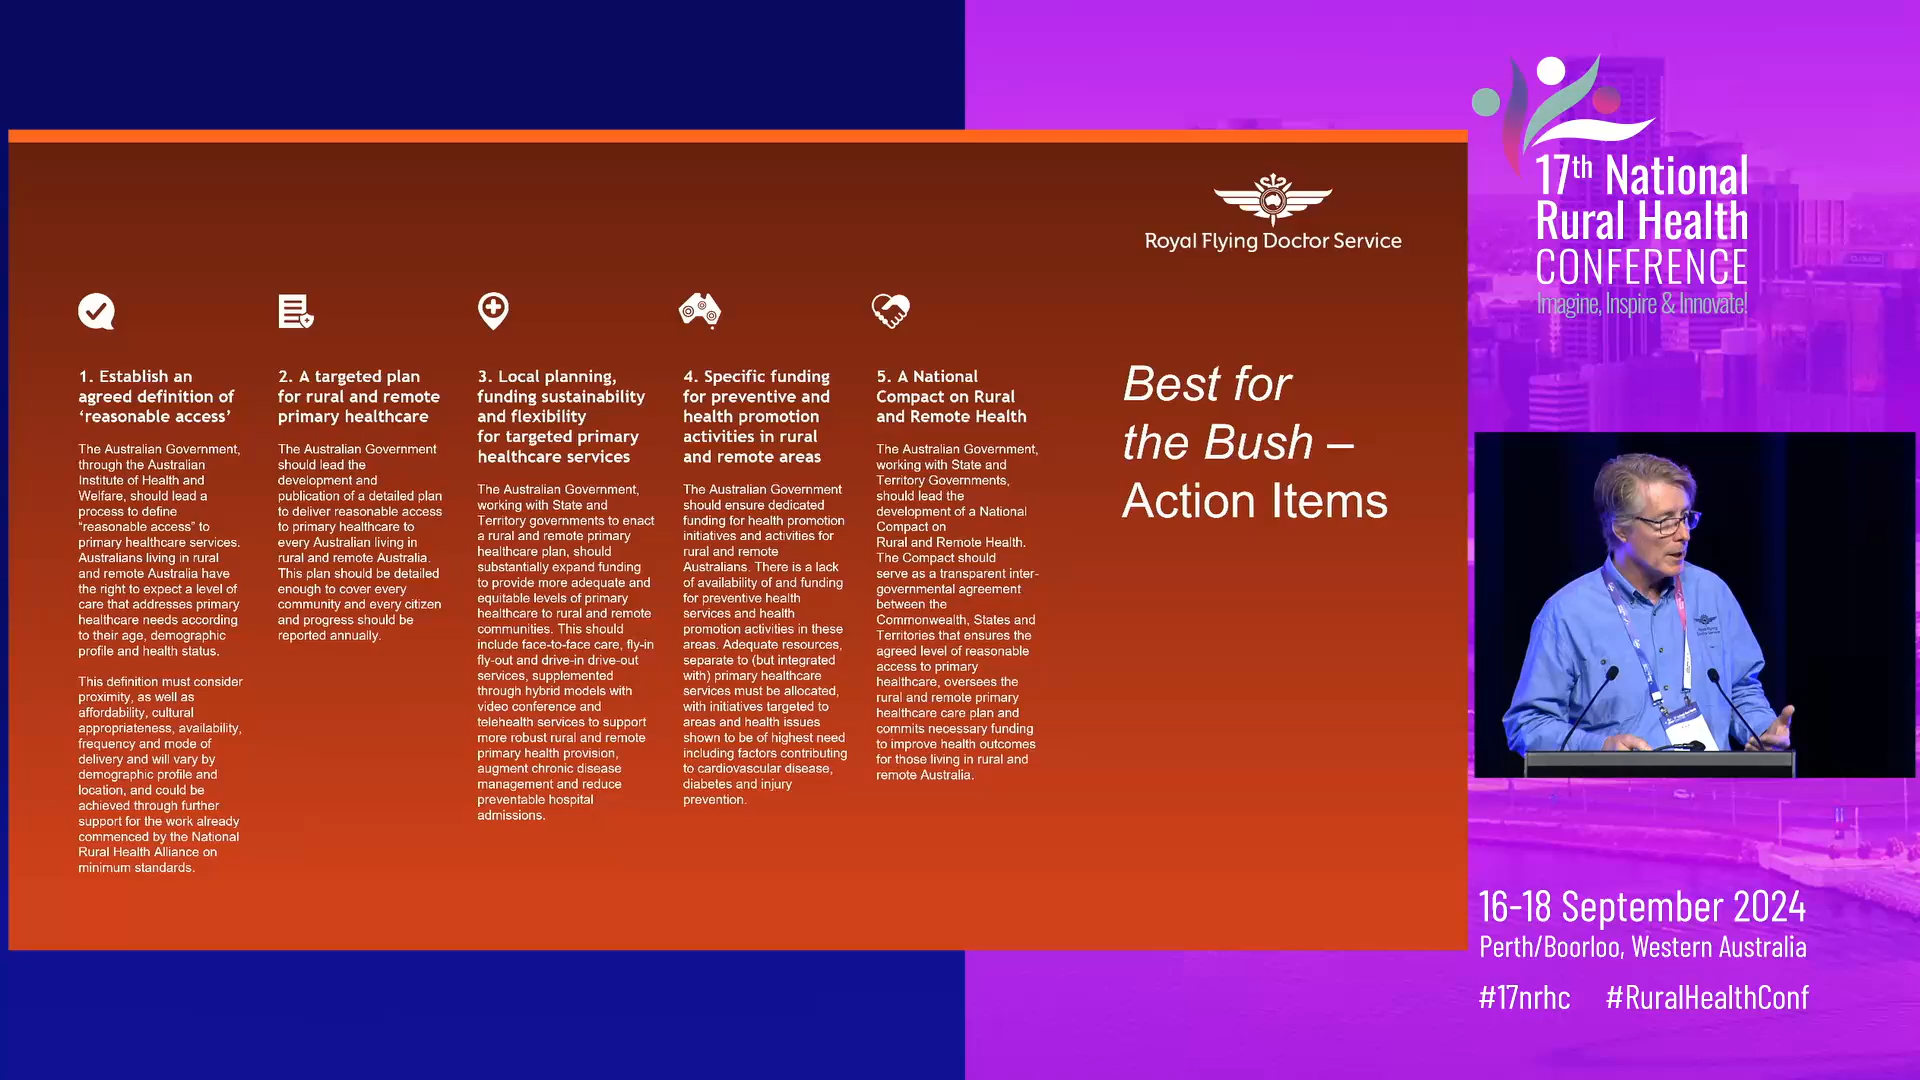 Royal Flying Doctor Service
1. Establish an
agreed definition of
‘reasonable access’
The Australian Government,
through the Australian
Institute of Health and
Welfare, should lead a
process to define
“reasonable access” to
primary healthcare services.
Australians living in rural
and remote Australia have
the right to expect a level of
care that addresses primary
healthcare needs according
to their age, demographic
profile and health status.
This definition must consider
proximity, as well as
affordability, cultural
appropriateness, availability,
frequency and mode of
delivery and will vary by
demographic profile and
location, and could be
achieved through further
support for the work already
commenced by the National
Rural Health Alliance on
minimum standards.
2. A targeted plan
for rural and remote
primary healthcare
The Australian Government
should lead the
development and
publication of a detailed plan
to deliver reasonable access
to primary healthcare to
every Australian living in
rural and remote Australia.
This plan should be detailed
enough to cover every
community and every citizen
and progress should be
reported annually.
3. Local planning,
funding sustainability
and flexibility
for targeted primary
healthcare services
The Australian Government,
working with State and
Territory governments to enact
a rural and remote primary
healthcare plan, should
substantially expand funding
to provide more adequate and
equitable levels of primary
healthcare to rural and remote
communities. This should
include face-to-face care, fly-in
fly-out and drive-in drive-out
services, supplemented
through hybrid models with
video conference and
telehealth services to support
more robust rural and remote
primary health provision,
augment chronic disease
management and reduce
preventable hospital
admissions.
4. Specific funding
for preventive and
health promotion
activities in rural
and remote areas
The Australian Government
should ensure dedicated
funding for health promotion
initiatives and activities for
rural and remote
Australians. There is a lack
of availability of and funding
for preventive health
services and health
promotion activities in these
areas. Adequate resources,
separate to (but integrated
with) primary healthcare
services must be allocated,
with initiatives targeted to
areas and health issues
shown to be of highest need
including factors contributing
to cardiovascular disease,
diabetes and injury
prevention.
5. A National
Compact on Rural
and Remote Health
The Australian Government,
working with State and
Territory Governments,
should lead the
development of a National
Compact on
Rural and Remote Health.
The Compact should
serve as a transparent inter-
governmental agreement
between the
Commonwealth, States and
Territories that ensures the
agreed level of reasonable
access to primary
healthcare, oversees the
rural and remote primary
healthcare care plan and
commits necessary funding
to improve health outcomes
for those living in rural and
remote Australia.
Best for
the Bush –
Action Items
17th National
Rural Health
CONFERENCE
Imagine, Inspire & Innovate!
16-18 September 2024
Perth/Boorloo, Western Australia
#17nrhc #RuralHealthConf